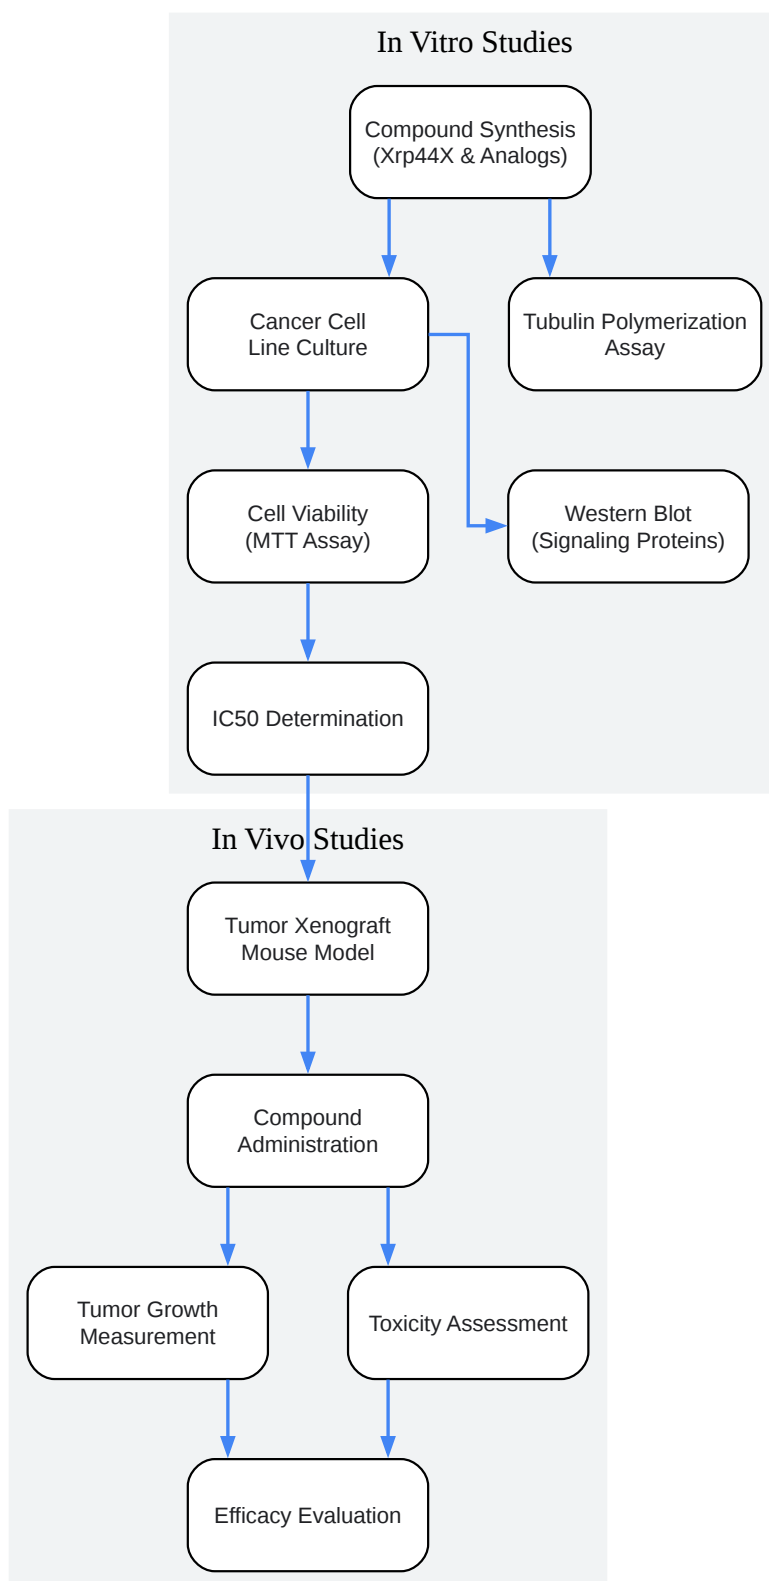 In Vitro Studies
Compound Synthesis
(Xrp44X & Analogs)
Cancer Cell
Line Culture
Tubulin Polymerization
Assay
Cell Viability
(MTT Assay)
Western Blot
(Signaling Proteins)
IC50 Determination
In Vivo Studies
Tumor Xenograft
Mouse Model
Compound
Administration
Tumor Growth
Measurement
Toxicity Assessment
Efficacy Evaluation